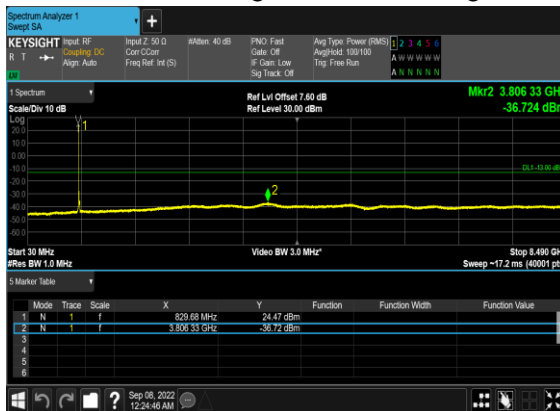 Spectrum Analyzer 1
Swept SA
+
KEYSIGHT Input: RF Input Z: 50 Ω #Atten: 40 dB PNO: Fast Avg Type: Power (RMS) 1 2 3 4 5 6
R T Coupling: DC Corr CCorr Gate: Off Avg|Hold: 100/100 A W W W W W
Align: Auto Freq Ref: Int (S) IF Gain: Low Trig: Free Run
LXI Sig Track: Off A N N N N N
1 Spectrum Ref Lvl Offset 7.60 dB Mkr2 3.806 33 GH
Scale/Div 10 dB Ref Level 30.00 dBm -36.724 dB
Log
20.0 1
10.0
0.00
-10.0 DL1 -13.00 dB
-20.0
-30.0 2
-40.0
-50.0
-60.0
Start 30 MHz Video BW 3.0 MHz* Stop 8.490 GH
#Res BW 1.0 MHz Sweep ~17.2 ms (40001 pt
5 Marker Table
Mode Trace Scale X Y Function Function Width Function Value
1 N 1 f 829.68 MHz 24.47 dBm
2 N 1 f 3.806 33 GHz -36.72 dBm
3
4
5
6
? Sep 08, 2022
12:24:46 AM